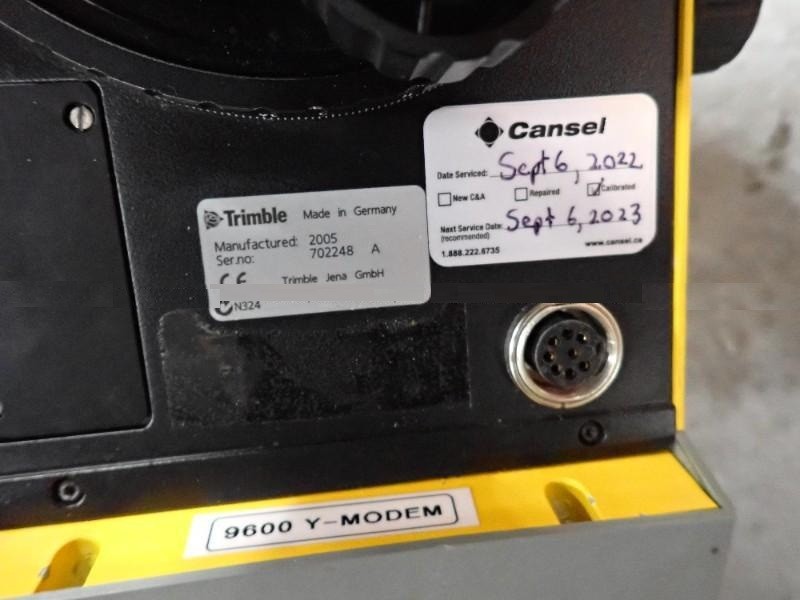 Cansel
Date Serviced: Sept 6, 2022
New C&A Repaired Calibrated
Next Service Date: Sept 6, 2023
(recommended)
www.cansel.ca
1.888.222.6735
Trimble Made in Germany
Manufactured: 2005
Ser.no: 702248 A
CE Trimble Jena GmbH
N324
9600 Y-MODEM